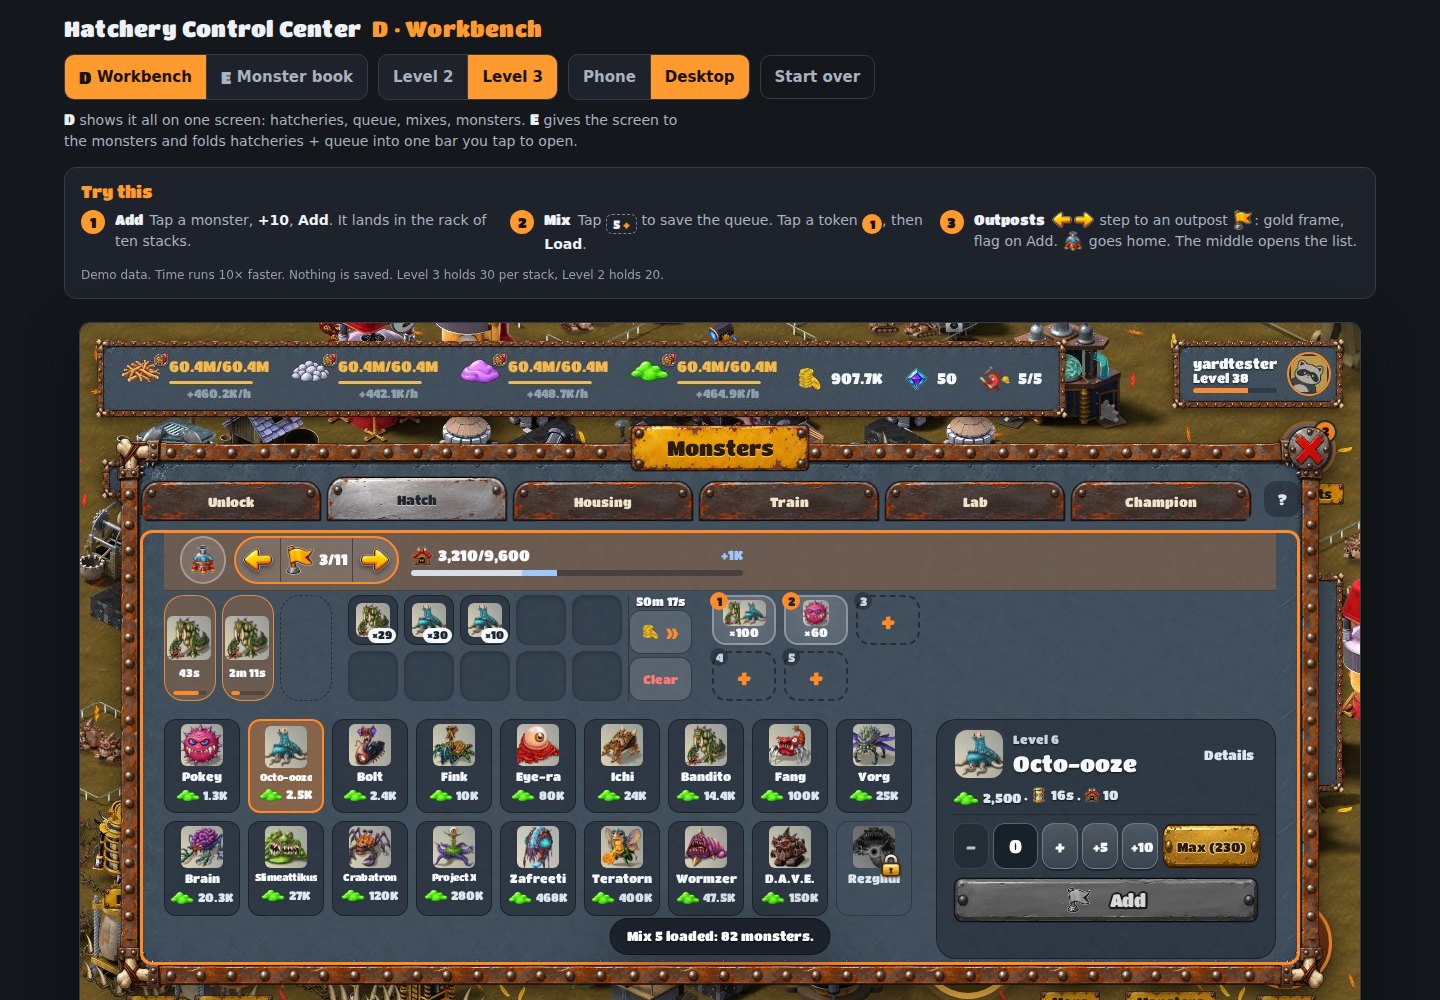 Hatchery Control Center D · Workbench
D Workbench E Monster book Level 2 Level 3 Phone Desktop Start over
D shows it all on one screen: hatcheries, queue, mixes, monsters. E gives the screen to
the monsters and folds hatcheries + queue into one bar you tap to open.
Try this
1 Add Tap a monster, +10, Add. It lands in the rack of
ten stacks.
2 Mix Tap 5 + to save the queue. Tap a token 1, then
Load.
3 Outposts step to an outpost : gold frame,
flag on Add. goes home. The middle opens the list.
Demo data. Time runs 10× faster. Nothing is saved. Level 3 holds 30 per stack, Level 2 holds 20.
60.4M/60.4M 60.4M/60.4M 60.4M/60.4M 60.4M/60.4M 907.7K 50 5/5
+460.2K/h +442.1K/h +448.7K/h +464.9K/h
yardtester
Level 38
Monsters
Unlock Hatch Housing Train Lab Champion ?
3/11 3,210/9,600 +1K
43s 2m 11s
×29 ×30 ×10
50m 17s
Clear
1 ×100 2 ×60 3 +
4 + 5 +
Pokey Octo-ooze Bolt Fink Eye-ra Ichi Bandito Fang Vorg
1.3K 2.5K 2.4K 10K 80K 24K 14.4K 100K 25K
Brain Slimeattikus Crabatron Project X Zafreeti Teratorn Wormzer D.A.V.E. Rezghul
20.3K 27K 120K 280K 468K 400K 47.5K 150K
Level 6
Octo-ooze
Details
2,500 · 16s · 10
- 0 + +5 +10 Max (230)
Add
Mix 5 loaded: 82 monsters.